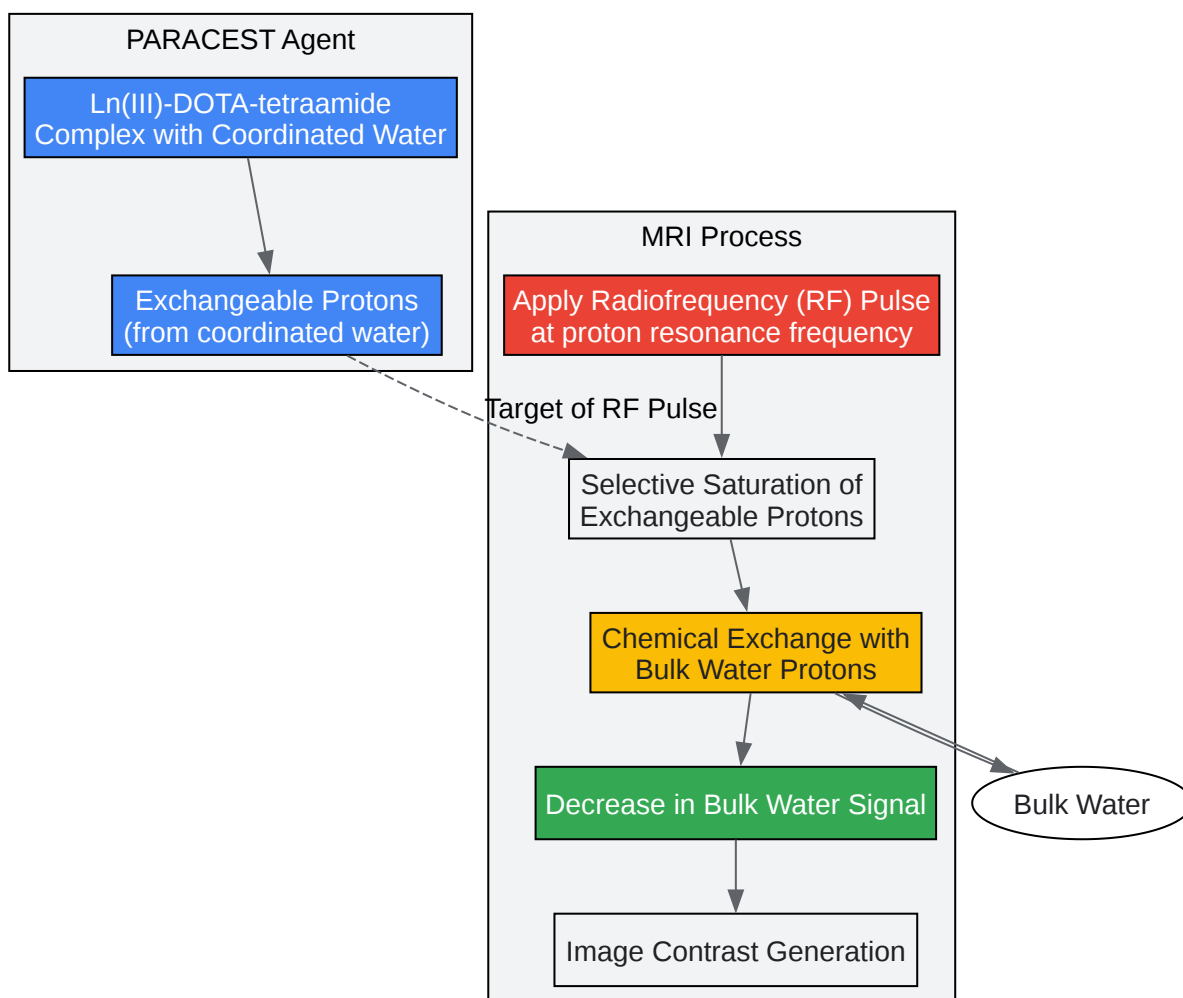 PARACEST Agent
Ln(III)-DOTA-tetraamide
Complex with Coordinated Water
Exchangeable Protons
(from coordinated water)
MRI Process
Apply Radiofrequency (RF) Pulse
at proton resonance frequency
Target of RF Pulse
Selective Saturation of
Exchangeable Protons
Chemical Exchange with
Bulk Water Protons
Decrease in Bulk Water Signal
Bulk Water
Image Contrast Generation